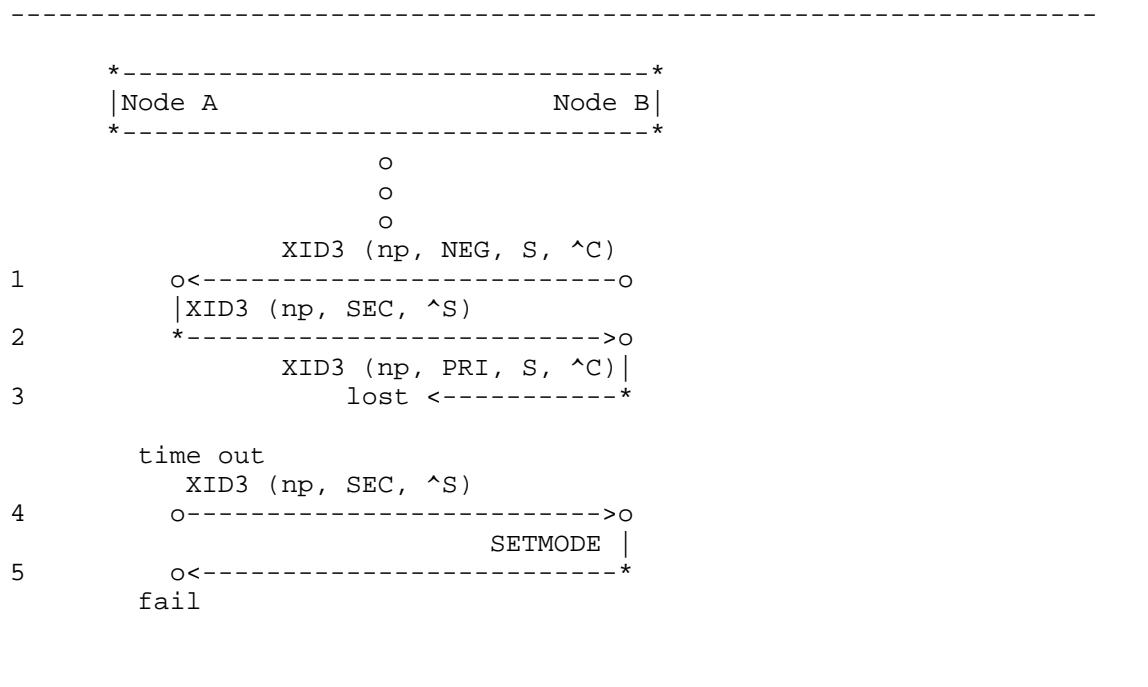 --------------------------------------------------------------------
*---------------------------------*
|Node A                     Node B|
*---------------------------------*
o
o
o
XID3 (np, NEG, S, ^C)
1          o<--------------------------o
|XID3 (np, SEC, ^S)
2          *-------------------------->o
XID3 (np, PRI, S, ^C)|
3                     lost <------------*
time out
XID3 (np, SEC, ^S)
4          o-------------------------->o
SETMODE |
5          o<--------------------------*
fail